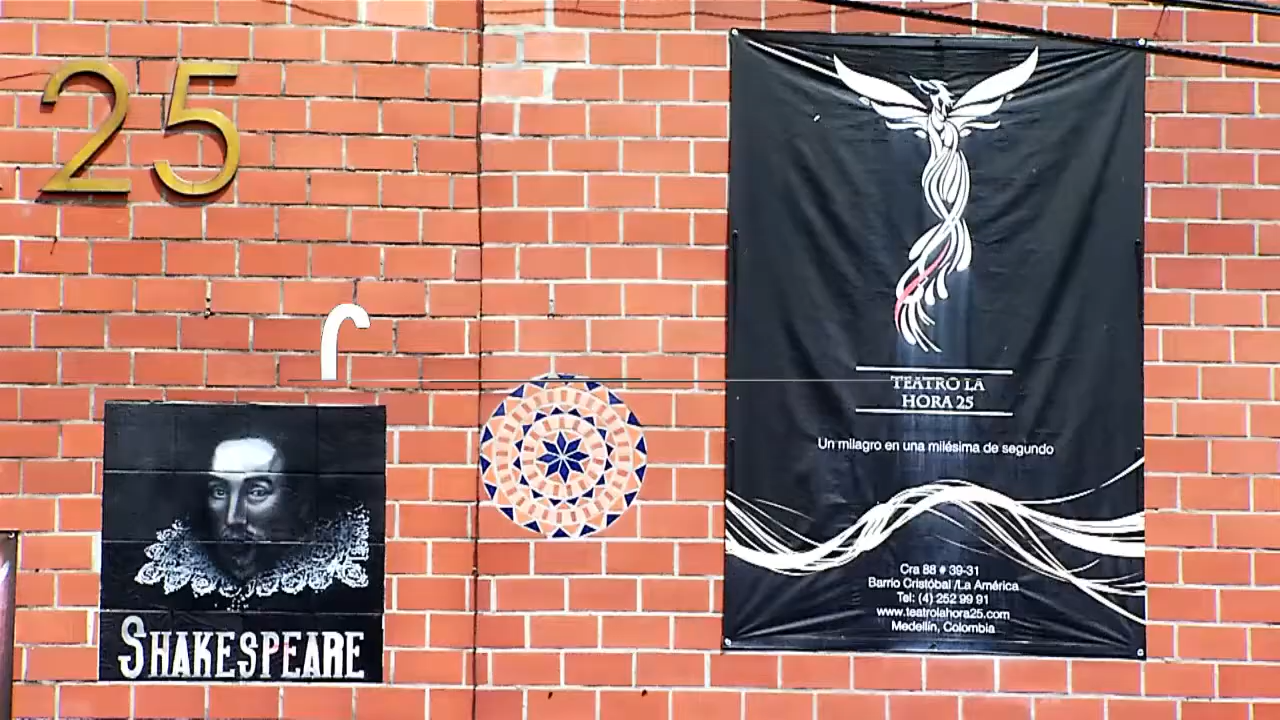 25
SHAKESPEARE
TEATRO LA
HORA 25
Un milagro en una milésima de segundo
Cra 88 # 39-31
Barrio Cristóbal /La América
Tel: (4) 252 99 91
www.teatrolahora25.com
Medellín, Colombia